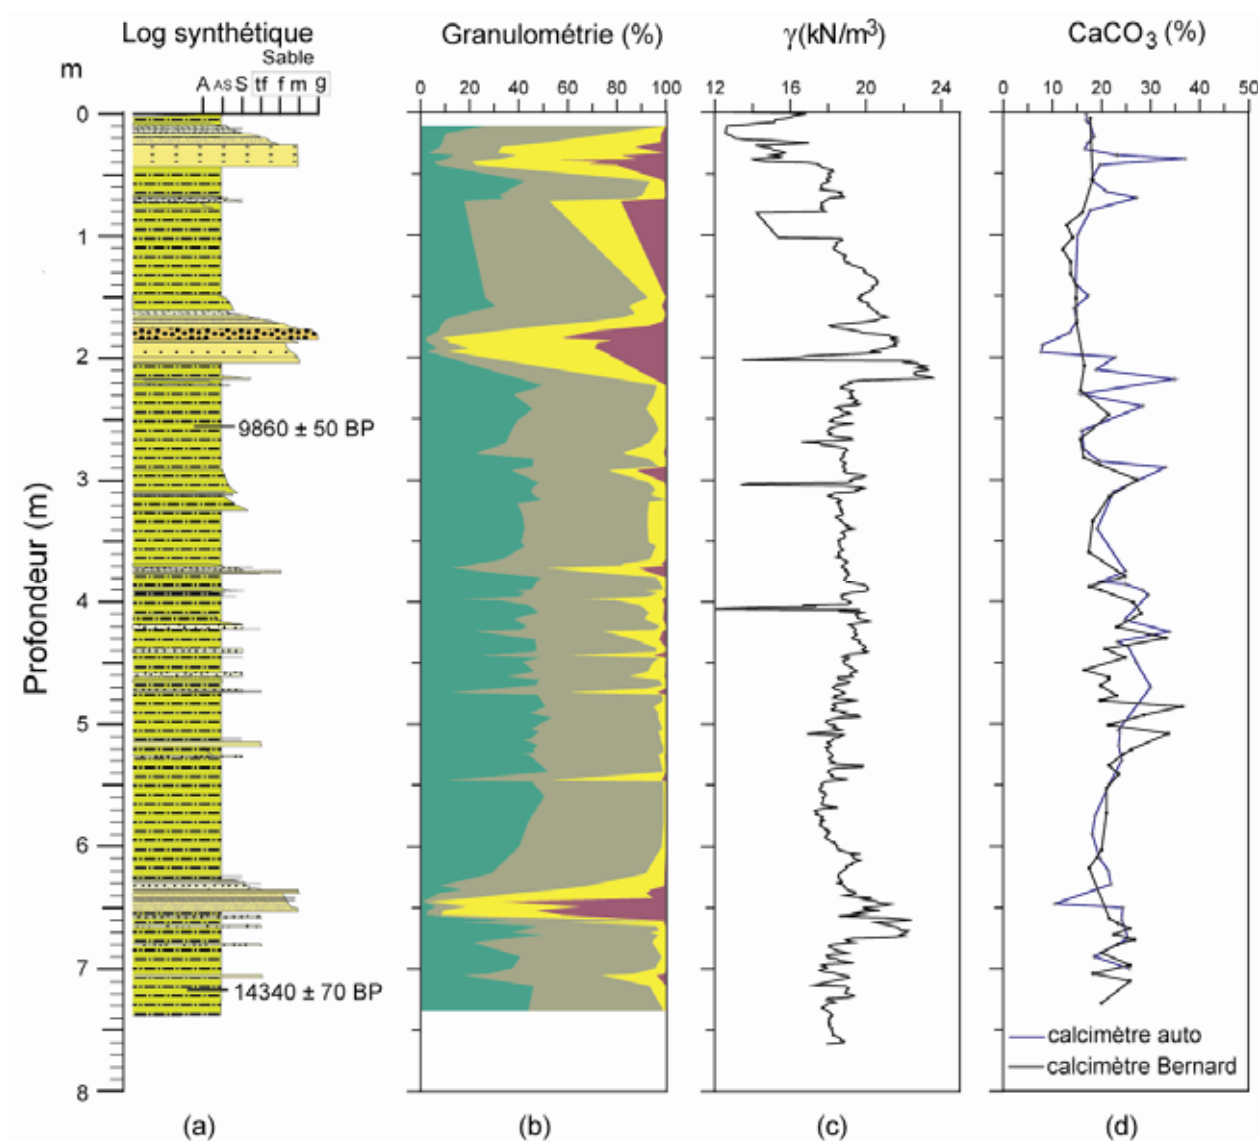 Log synthétique
Granulométrie (%)
γ(kN/m³)
CaCO₃ (%)
Sable
m
A AS S tf f m g
0 20 40 60 80 100
12 16 20 24
0 10 20 30 40 50
0
1
2
9860 ± 50 BP
3
Profondeur (m)
4
5
6
7
14340 ± 70 BP
calcimètre auto
calcimètre Bernard
8
(a)
(b)
(c)
(d)